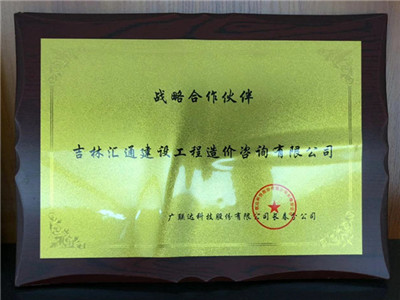 战略合作伙伴
吉林汇通建设工程造价咨询有限公司
广联达科技股份有限公司长春分公司